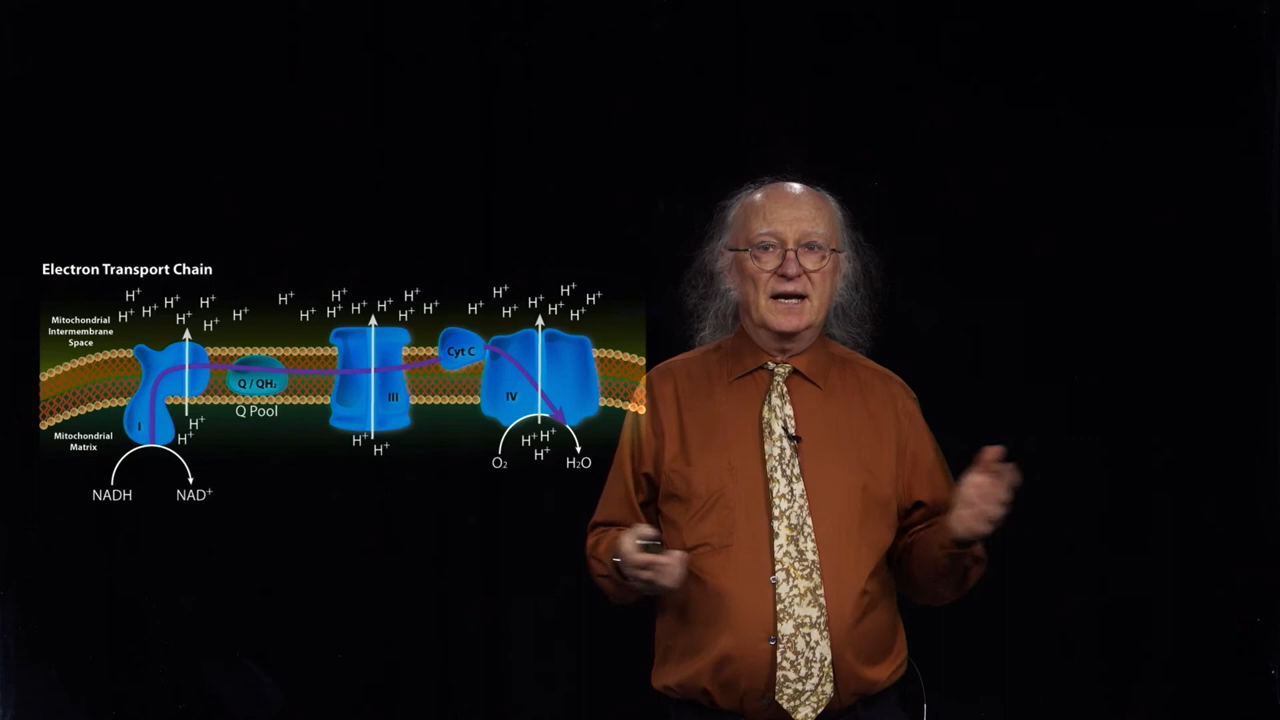 Electron Transport Chain
H⁺ H⁺ H⁺ H⁺ H⁺ H⁺ H⁺ H⁺
H⁺ H⁺ H⁺ H⁺ H⁺ H⁺ H⁺ H⁺
H⁺ H⁺ H⁺ H⁺ H⁺ H⁺ H⁺ H⁺
Mitochondrial
Intermembrane
Space
Cyt C
Q / QH₂
Q Pool
I
III
IV
Mitochondrial
Matrix
H⁺
H⁺
H⁺
H⁺
H⁺ H⁺
H⁺
O₂
H₂O
NADH
NAD⁺